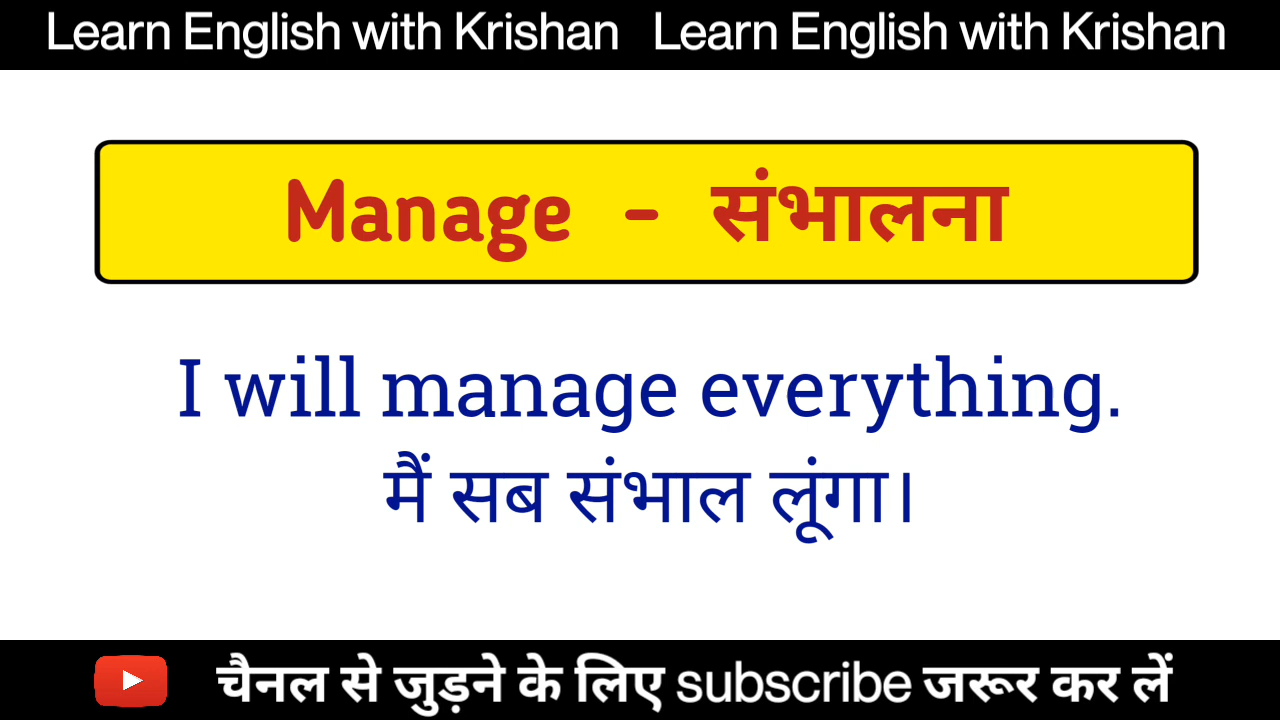 Learn English with Krishan Learn English with Krishan
Manage - संभालना
I will manage everything.
मैं सब संभाल लूंगा।
चैनल से जुड़ने के लिए subscribe जरूर कर लें